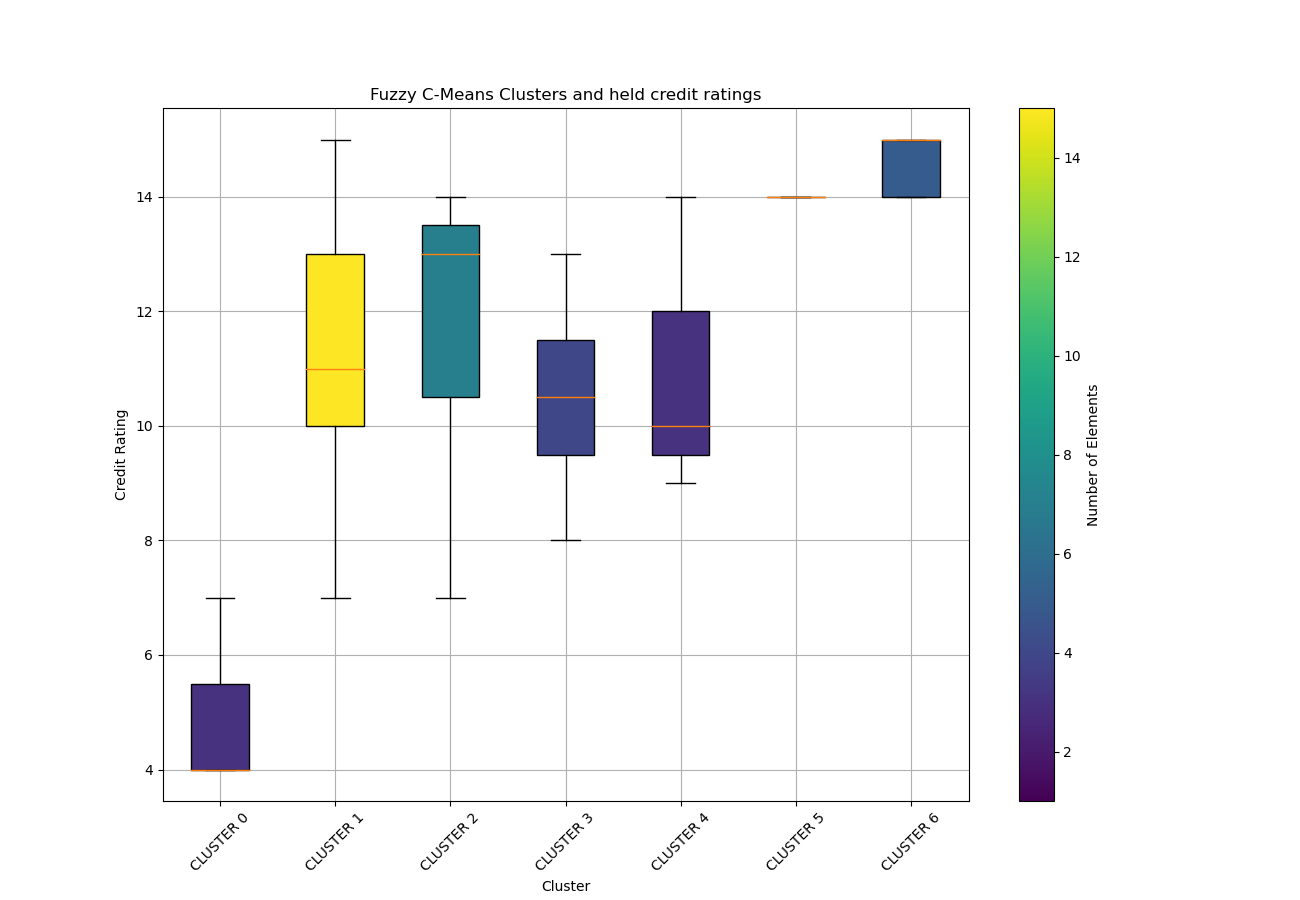 Fuzzy C-Means Clusters and held credit ratings
14
12
10
8
6
4
Credit Rating
CLUSTER 0
CLUSTER 1
CLUSTER 2
CLUSTER 3
CLUSTER 4
CLUSTER 5
CLUSTER 6
Cluster
14
12
10
8
6
4
2
Number of Elements